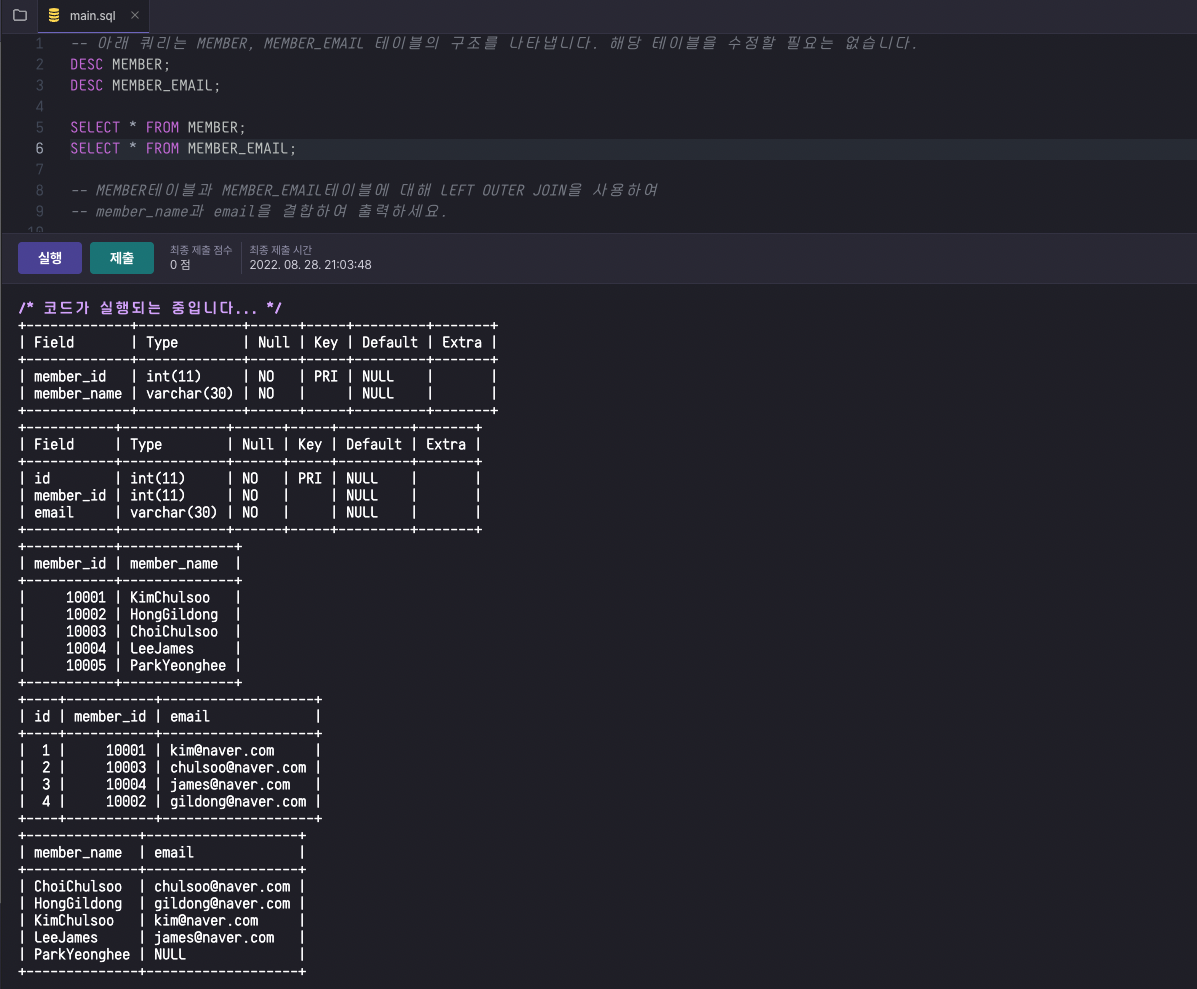 main.sql ×
1 -- 아래 쿼리는 MEMBER, MEMBER_EMAIL 테이블의 구조를 나타냅니다. 해당 테이블을 수정할 필요는 없습니다.
2 DESC MEMBER;
3 DESC MEMBER_EMAIL;
4
5 SELECT * FROM MEMBER;
6 SELECT * FROM MEMBER_EMAIL;
7
8 -- MEMBER테이블과 MEMBER_EMAIL테이블에 대해 LEFT OUTER JOIN을 사용하여
9 -- member_name과 email을 결합하여 출력하세요.
10
실행 제출 최종 제출 점수 최종 제출 시간
0 점 2022. 08. 28. 21:03:48
/* 코드가 실행되는 중입니다... */
+-------------+-------------+------+-----+---------+-------+
| Field       | Type        | Null | Key | Default | Extra |
+-------------+-------------+------+-----+---------+-------+
| member_id   | int(11)     | NO   | PRI | NULL    |       |
| member_name | varchar(30) | NO   |     | NULL    |       |
+-------------+-------------+------+-----+---------+-------+
+-----------+-------------+------+-----+---------+-------+
| Field     | Type        | Null | Key | Default | Extra |
+-----------+-------------+------+-----+---------+-------+
| id        | int(11)     | NO   | PRI | NULL    |       |
| member_id | int(11)     | NO   |     | NULL    |       |
| email     | varchar(30) | NO   |     | NULL    |       |
+-----------+-------------+------+-----+---------+-------+
+-----------+--------------+
| member_id | member_name  |
+-----------+--------------+
|     10001 | KimChulsoo   |
|     10002 | HongGildong  |
|     10003 | ChoiChulsoo  |
|     10004 | LeeJames     |
|     10005 | ParkYeonghee |
+-----------+--------------+
+----+-----------+-------------------+
| id | member_id | email             |
+----+-----------+-------------------+
|  1 |     10001 | kim@naver.com     |
|  2 |     10003 | chulsoo@naver.com |
|  3 |     10004 | james@naver.com   |
|  4 |     10002 | gildong@naver.com |
+----+-----------+-------------------+
+--------------+-------------------+
| member_name  | email             |
+--------------+-------------------+
| ChoiChulsoo  | chulsoo@naver.com |
| HongGildong  | gildong@naver.com |
| KimChulsoo   | kim@naver.com     |
| LeeJames     | james@naver.com   |
| ParkYeonghee | NULL              |
+--------------+-------------------+